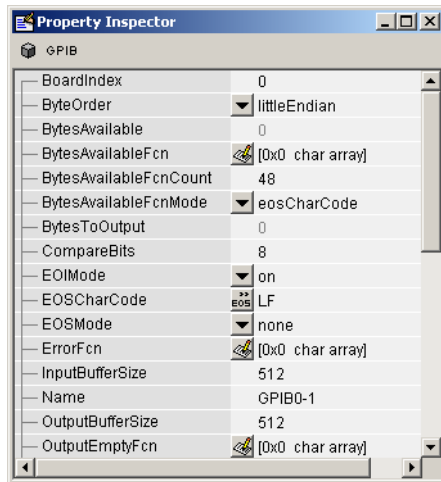 Property Inspector
GPIB
BoardIndex 0
ByteOrder littleEndian
BytesAvailable 0
BytesAvailableFcn [0x0 char array]
BytesAvailableFcnCount 48
BytesAvailableFcnMode eosCharCode
BytesToOutput 0
CompareBits 8
EOIMode on
EOSCharCode EOS LF
EOSMode none
ErrorFcn [0x0 char array]
InputBufferSize 512
Name GPIB0-1
OutputBufferSize 512
OutputEmptyFcn [0x0 char array]